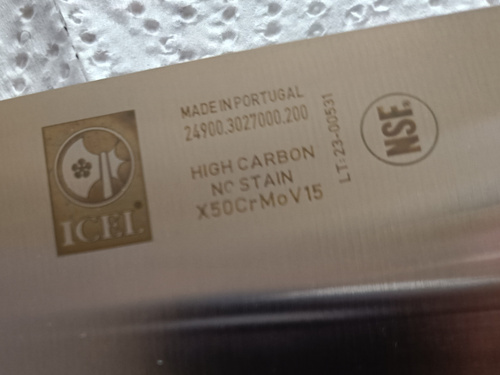 ICEL
MADE IN PORTUGAL
24900.3027000.200
HIGH CARBON
NO STAIN
X50CrMoV15
LT:23-00531
NSF.